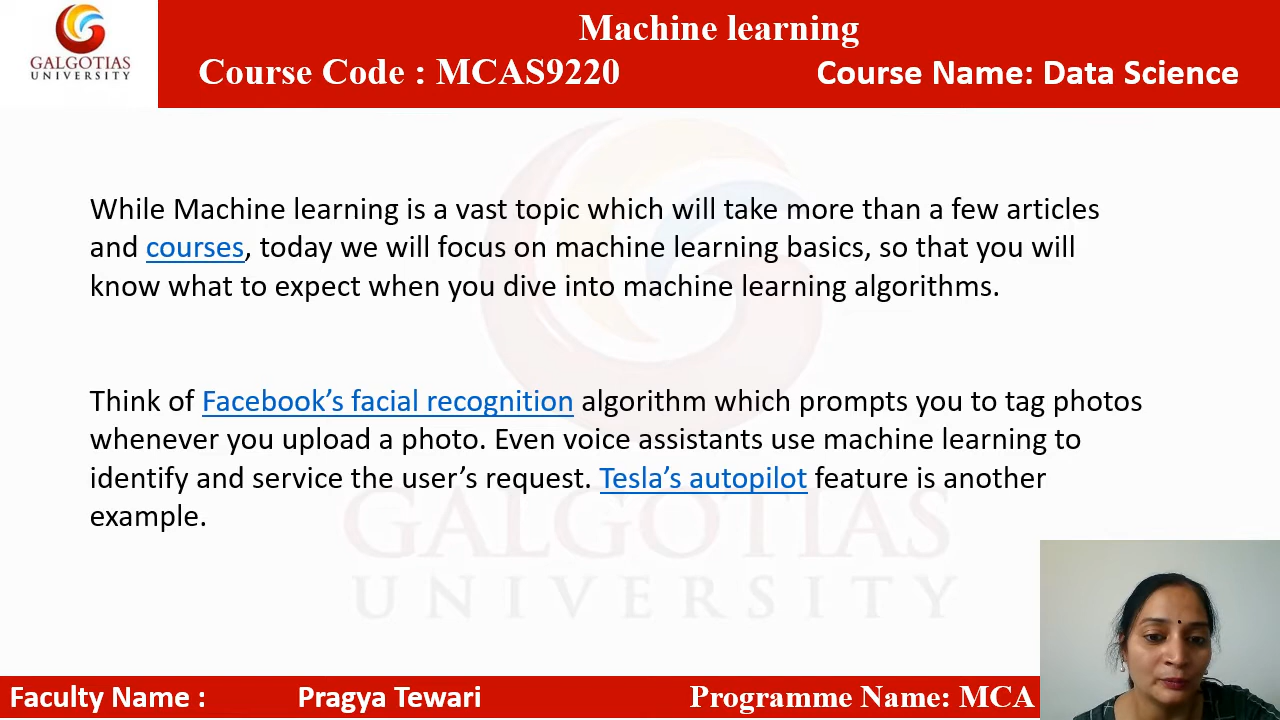 GALGOTIAS
UNIVERSITY
Machine learning
Course Code : MCAS9220
Course Name: Data Science
While Machine learning is a vast topic which will take more than a few articles
and courses, today we will focus on machine learning basics, so that you will
know what to expect when you dive into machine learning algorithms.
Think of Facebook’s facial recognition algorithm which prompts you to tag photos
whenever you upload a photo. Even voice assistants use machine learning to
identify and service the user’s request. Tesla’s autopilot feature is another
example.
GALGOTIAS
UNIVERSITY
Faculty Name : Pragya Tewari
Programme Name: MCA